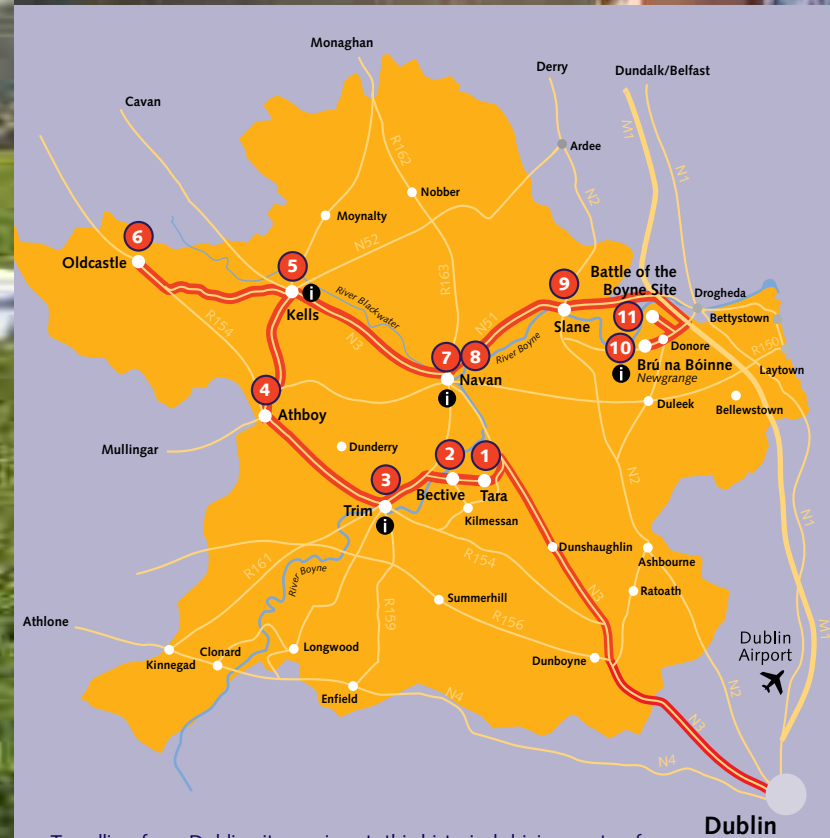 Monaghan
Derry
Dundalk/Belfast
Cavan
M1
N1
R162
Ardee
N2
Nobber
Moynalty
6
N52
Oldcastle
5
R163
9
Battle of the
Boyne Site
Drogheda
i
River Blackwater
Kells
N51
Slane
11
Bettystown
R154
N3
7
8
River Boyne
10
Donore
R150
Navan
i
Brú na Bóinne
Newgrange
Laytown
4
i
Duleek
Bellewstown
Athboy
Mullingar
Dunderry
2
1
3
N2
Bective
Tara
Trim
Kilmessan
i
N1
R161
R154
Dunshaughlin
Ashbourne
River Boyne
N3
Ratoath
Summerhill
R159
R156
Athlone
M1
Dublin
Airport
Kinnegad
Clonard
Longwood
Dunboyne
Enfield
N4
N2
N3
N4
Dublin